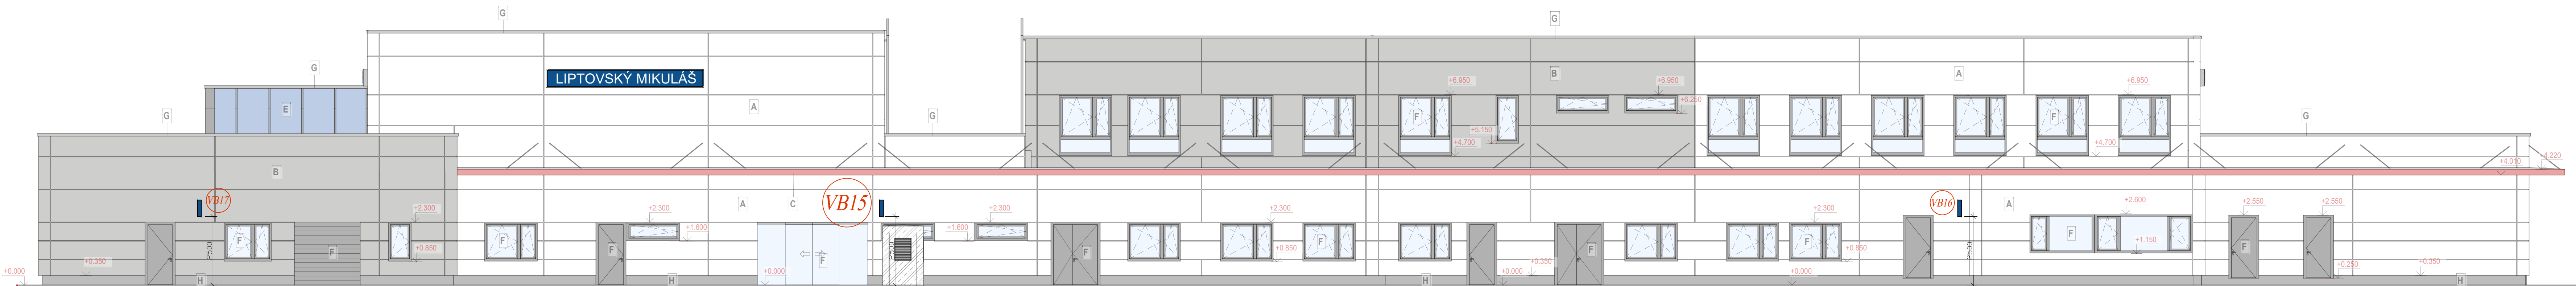 G
G
G
LIPTOVSKÝ MIKULÁŠ
B
+6.950
+6.950
A
+6.950
E
A
+6.250
G
G
F
F
G
+5.150
+4.700
+4.700
B
+4.010
+4.220
VB17
A
C
VB15
VB16
A
+2.300
+2.300
+2.300
+2.300
+2.300
+2.600
+2.550
+2.550
F
F
+1.600
+1.600
F
F
F
2500
F
+0.850
F
F
2500
F
+0.850
F
+0.850
2500
+1.150
F
+0.000
+0.350
+0.000
+0.350
+0.000
+0.000
+0.250
+0.350
H
H
H
H